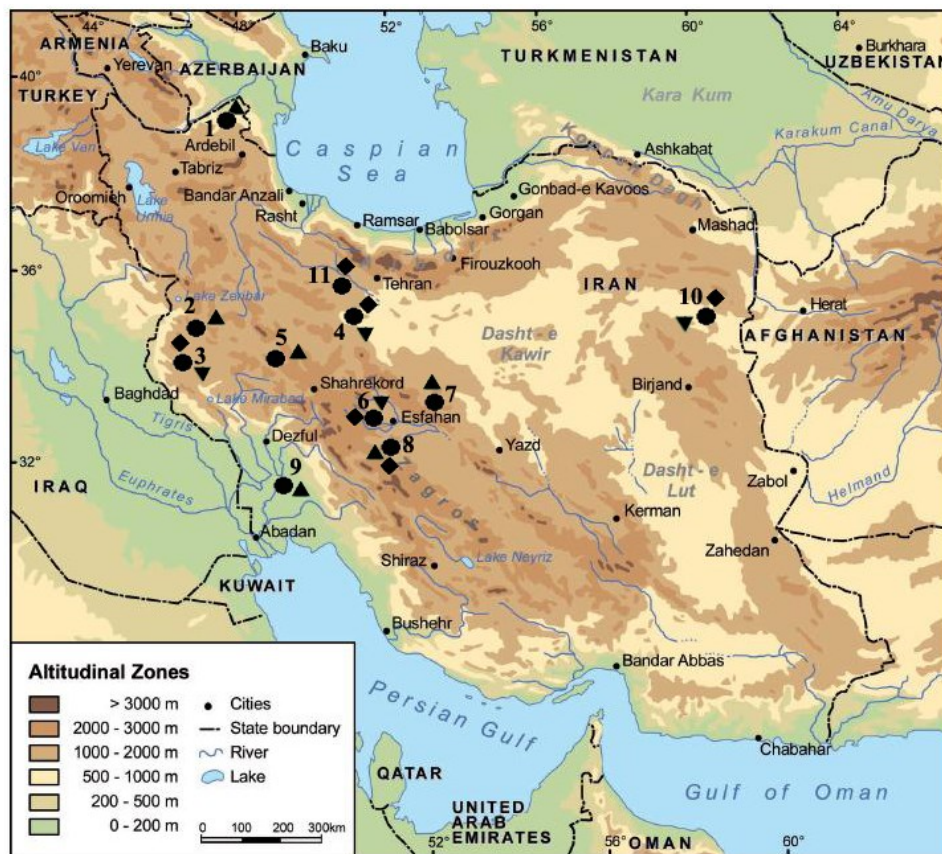 44
48
52
56
60
64
ARMENIA
Baku
TURKMENISTAN
Burkhara
UZBEKISTAN
Yerevan
AZERBAIJAN
40°
TURKEY
Kara Kum
Amu Darya
1
Ardebil
Caspian
Sea
Karakum Canal
Lake Van
Tabriz
Ashkabat
Kopeh Dagh
Oroomieh
Lake
Urmia
Bandar Anzali
Rasht
Gonbad-e Kavoos
Gorgan
Ramsar
Babolsar
Mashad
36°
11
Tehran
Firouzkooh
IRAN
Lake Zeribar
10
Herat
2
4
AFGHANISTAN
5
Dasht - e
Kawir
3
Baghdad
Shahrekord
7
Birjand
Lake Mirabad
6
Esfahan
Tigris
Dezful
8
Yazd
32°
Zagros
Dasht - e
Lut
Zabol
Helmand
9
IRAQ
Euphrates
Kerman
Abadan
Zahedan
Shiraz
Lake Neyriz
KUWAIT
Bushehr
Altitudinal Zones
Bandar Abbas
> 3000 m
Cities
2000 - 3000 m
State boundary
Persian Gulf
1000 - 2000 m
River
Chabahar
500 - 1000 m
Lake
QATAR
Gulf of Oman
200 - 500 m
0 - 200 m
0 100 200 300km
UNITED
ARAB
EMIRATES
OMAN
52°
56
60°